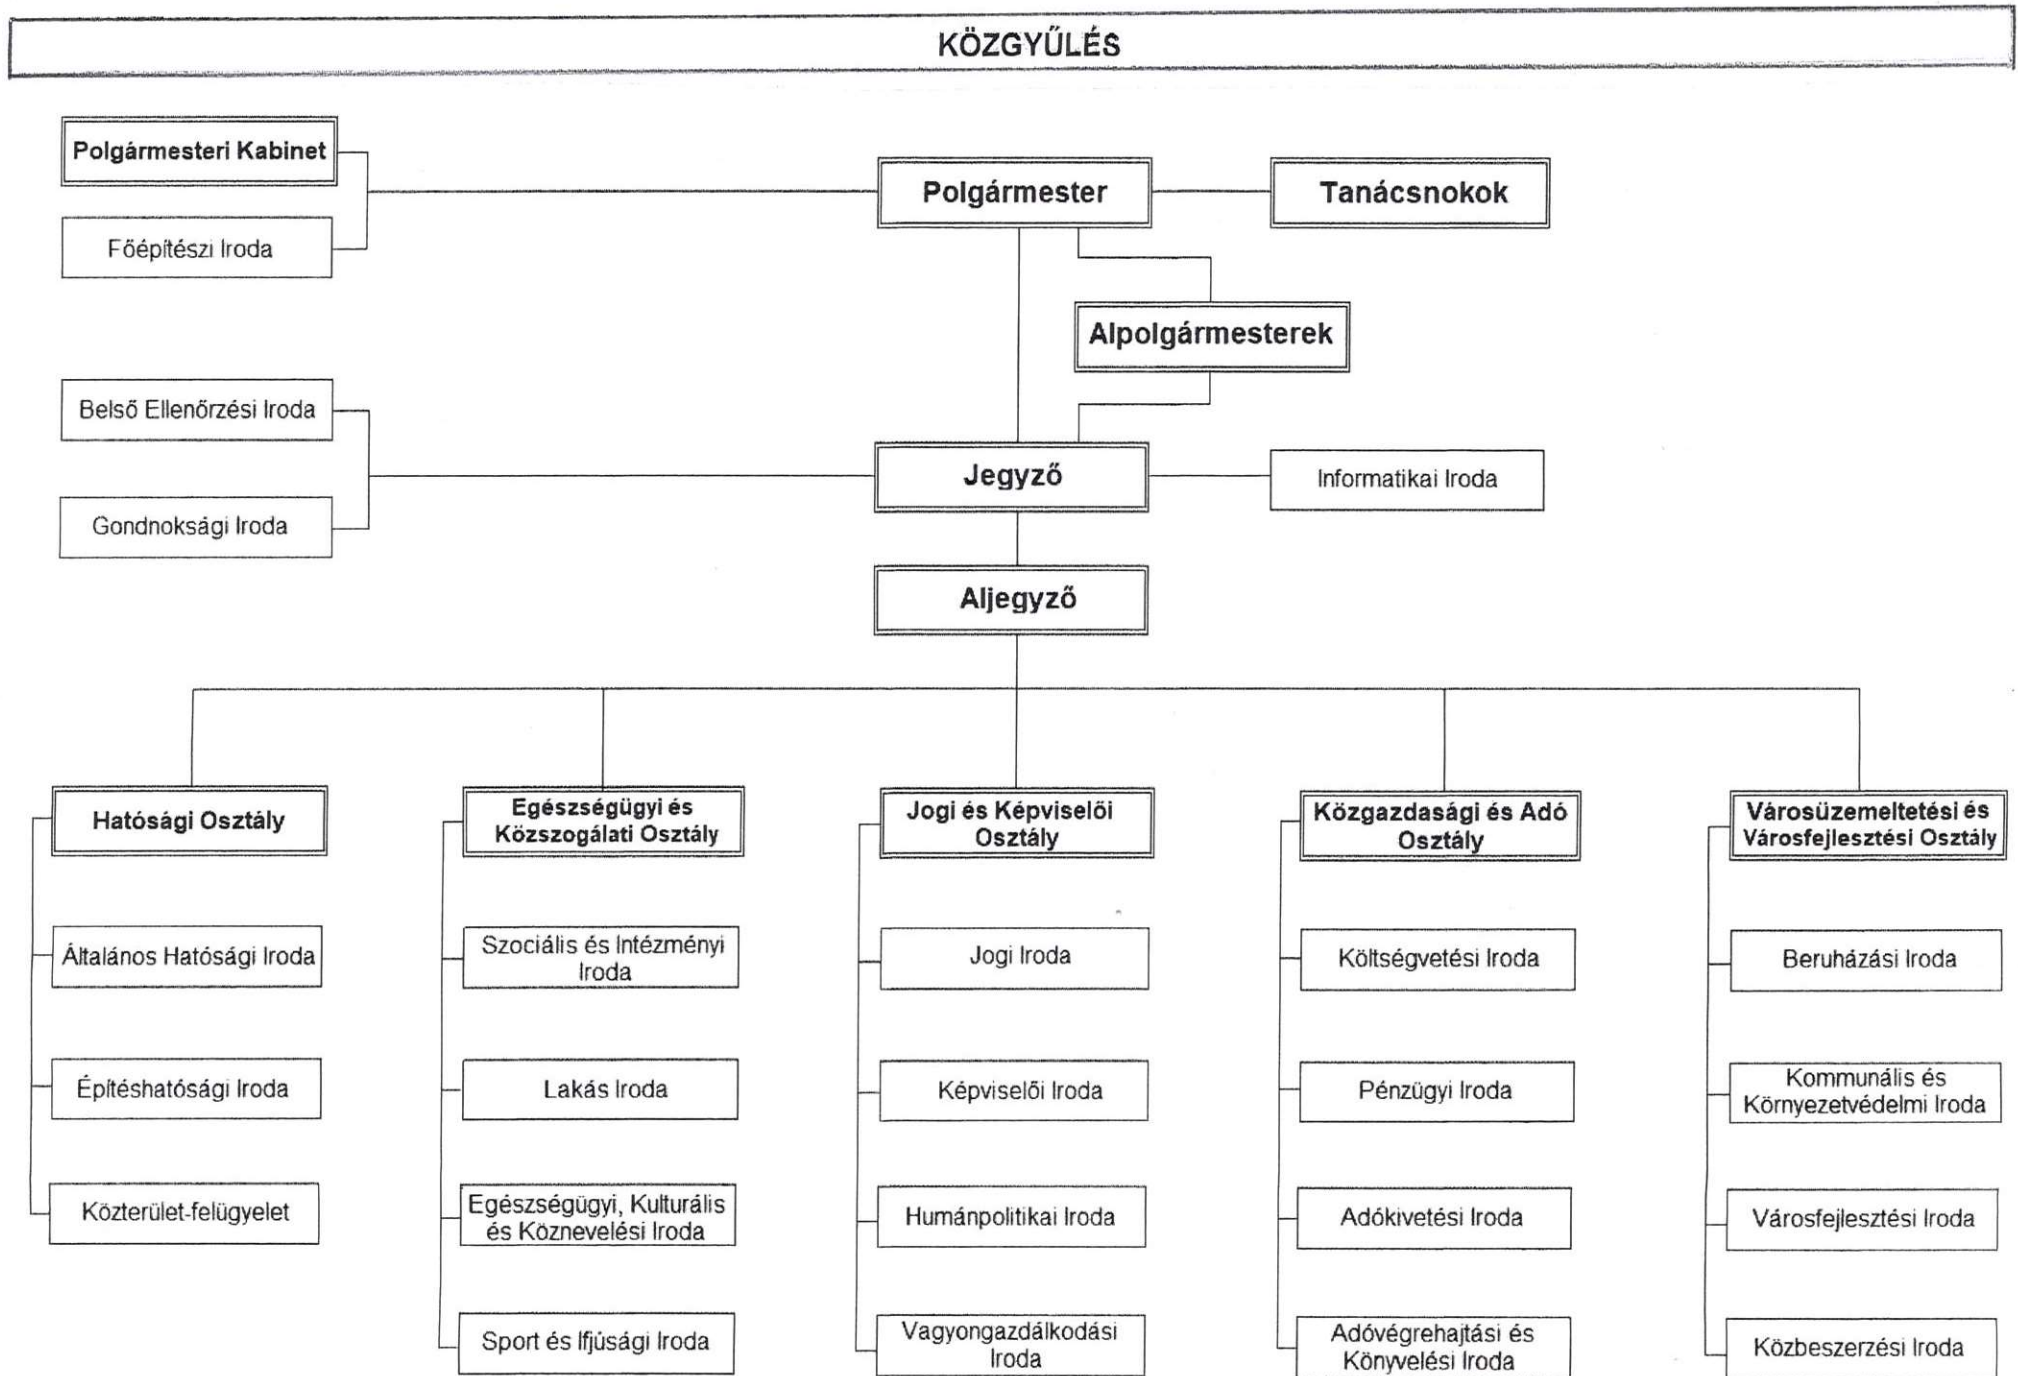 KÖZGYŰLÉS
Polgármesteri Kabinet
Polgármester
Tanácsnokok
Főépítészi Iroda
Alpolgármesterek
Belső Ellenőrzési Iroda
Jegyző
Informatikai Iroda
Gondnoksági Iroda
Aljegyző
Hatósági Osztály
Általános Hatósági Iroda
Építéshatósági Iroda
Közterület-felügyelet
Egészségügyi és
Közszogálati Osztály
Szociális és Intézményi
Iroda
Lakás Iroda
Egészségügyi, Kulturális
és Köznevelési Iroda
Sport és Ifjúsági Iroda
Jogi és Képviselői
Osztály
Jogi Iroda
Képviselői Iroda
Humánpolitikai Iroda
Vagyongazdálkodási
Iroda
Közgazdasági és Adó
Osztály
Költségvetési Iroda
Pénzügyi Iroda
Adókivetési Iroda
Adóvégrehajtási és
Könyvelési Iroda
Városüzemeltetési és
Városfejlesztési Osztály
Beruházási Iroda
Kommunális és
Környezetvédelmi Iroda
Városfejlesztési Iroda
Közbeszerzési Iroda